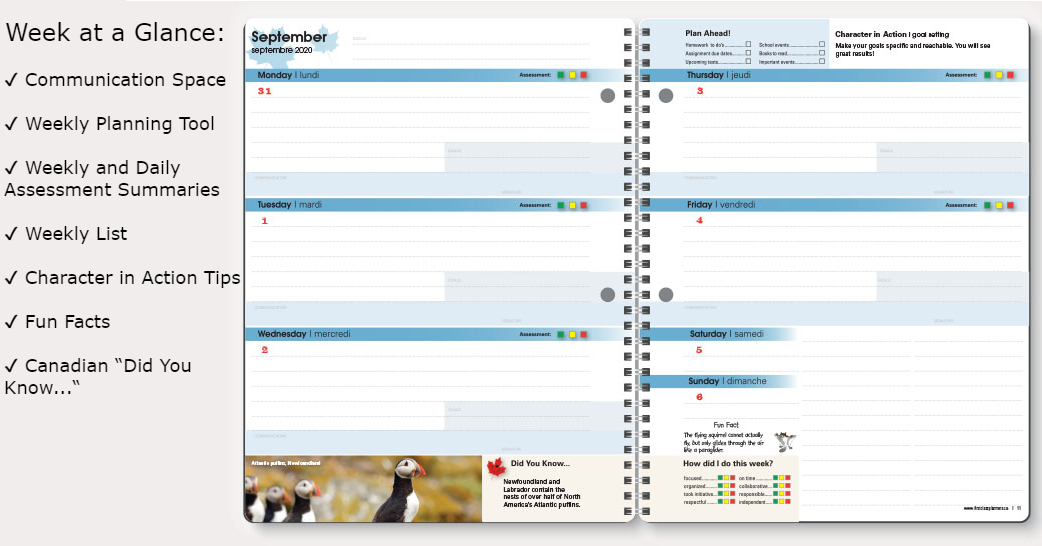 Week at a Glance:
✓ Communication Space
✓ Weekly Planning Tool
✓ Weekly and Daily
Assessment Summaries
✓ Weekly List
✓ Character in Action Tips
✓ Fun Facts
✓ Canadian “Did You
Know...“
September
septembre 2020
Monday | lundi
Assessment:
31
Tuesday | mardi
Assessment:
1
Wednesday | mercredi
Assessment:
2
Atlantic puffins, Newfoundland
Did You Know...
Newfoundland and
Labrador contain the
nests of over half of North
America's Atlantic puffins.
Plan Ahead!
Homework to do's
School events
Assignment due dates
Books to read
Upcoming tests
Important events
Character in Action | goal setting
Make your goals specific and reachable. You will see
great results!
Thursday | jeudi
Assessment:
3
Friday | vendredi
Assessment:
4
Saturday | samedi
5
Sunday | dimanche
6
Fun Fact
The flying squirrel cannot actually
fly, but only glides through the air
like a paraglider.
How did I do this week?
focused
on time
organized
collaborative
took initiative
responsible
respectful
independent